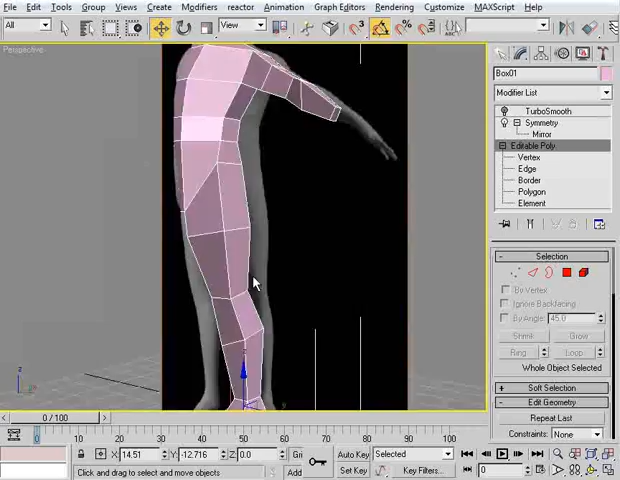 File Edit Tools Group Views Create Modifiers reactor Animation Graph Editors Rendering Customize MAXScript Help
All View 3
Perspective
Box01
Modifier List
TurboSmooth
Symmetry
Mirror
Editable Poly
Vertex
Edge
Border
Polygon
Element
Selection
By Vertex
Ignore Backfacing
By Angle: 45.0
Shrink Grow
Ring Loop
Whole Object Selected
Soft Selection
Edit Geometry
Repeat Last
Constraints: None
z
0 / 100
0 10 20 30 40 50 60 70 80 90 100
X: 14.51 Y: -12.716 Z: 0.0 Gri Auto Key Selected
Click and drag to select and move objects Add Set Key Key Filters... 0